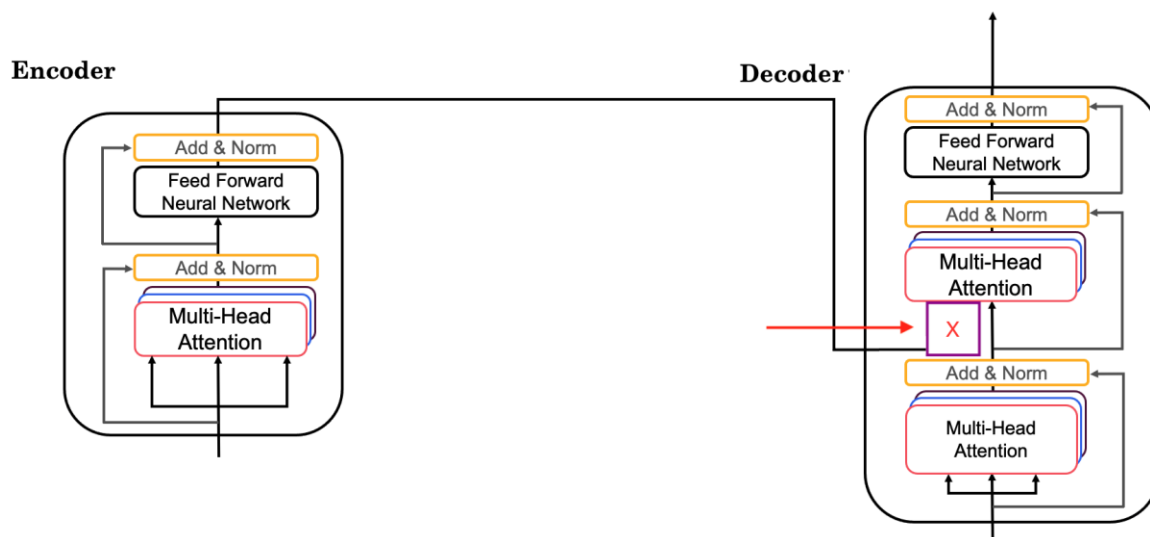 Encoder
Add & Norm
Feed Forward
Neural Network
Add & Norm
Multi-Head
Attention
Decoder
Add & Norm
Feed Forward
Neural Network
Add & Norm
Multi-Head
Attention
X
Add & Norm
Multi-Head
Attention